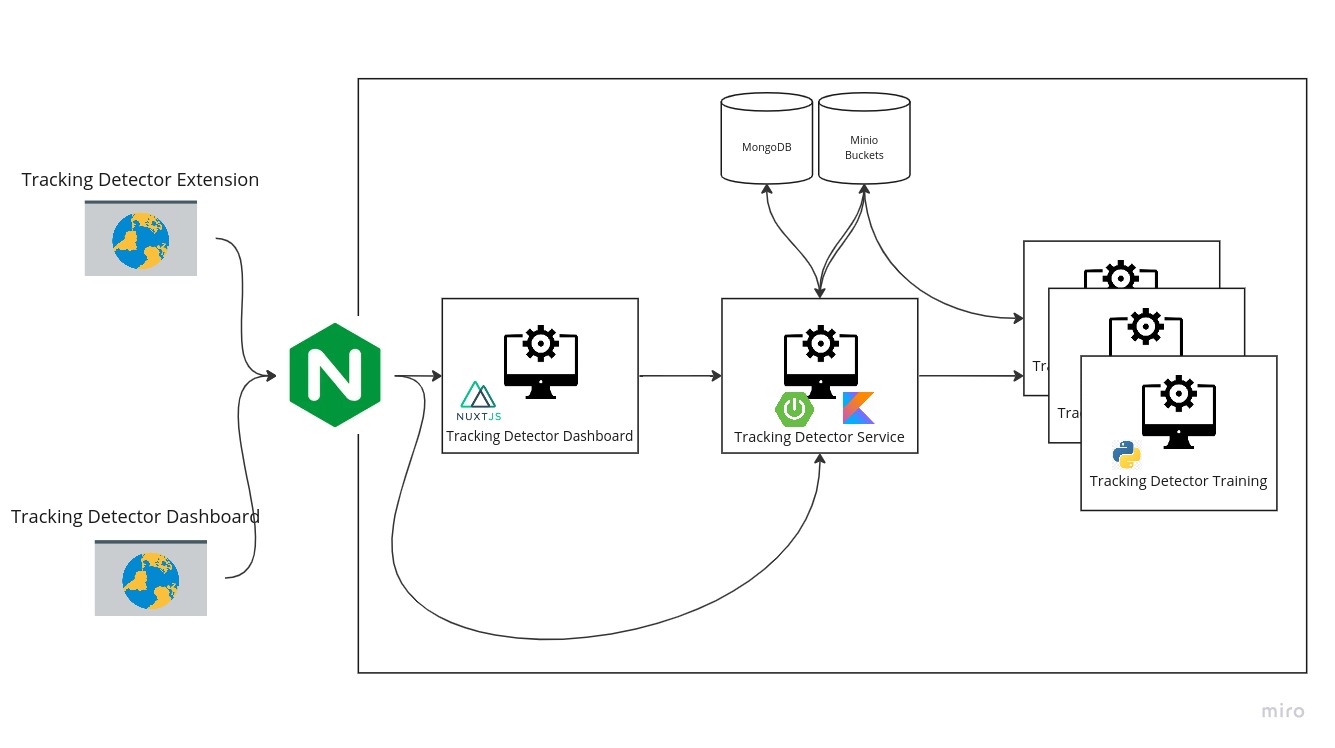 MongoDB
Minio
Buckets
Tracking Detector Extension
N
NUXTJS
Tracking Detector Dashboard
Tracking Detector Service
Tra
Tra
Tracking Detector Training
Tracking Detector Dashboard
miro